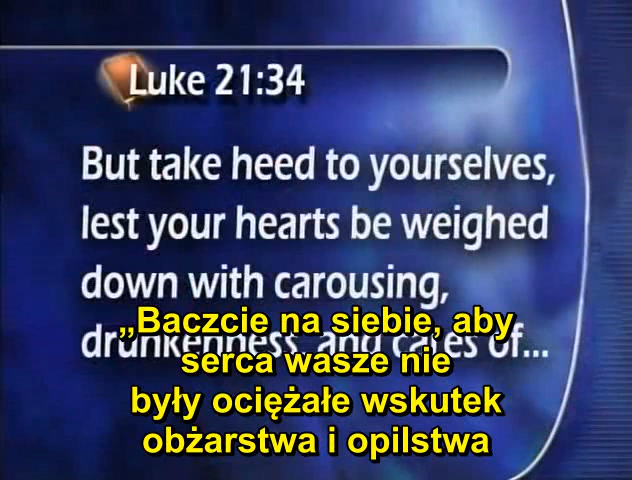 Luke 21:34
But take heed to yourselves,
lest your hearts be weighed
down with carousing,
drunkenness, and cares of...
„Baczcie na siebie, aby
serca wasze nie
były ociężałe wskutek
obżarstwa i opilstwa